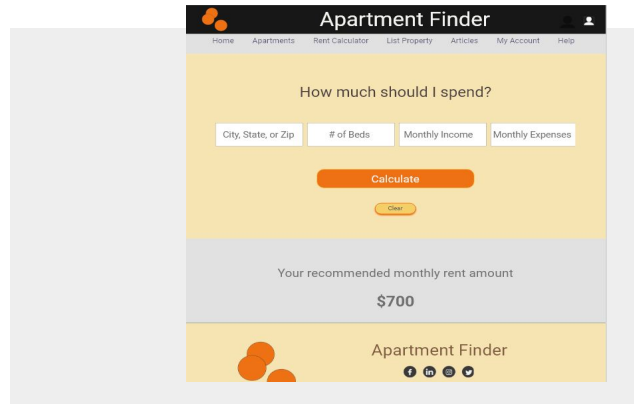 Apartment Finder
Home Apartments Rent Calculator List Property Articles My Account Help
How much should I spend?
City, State, or Zip # of Beds Monthly Income Monthly Expenses
Calculate
Clear
Your recommended monthly rent amount
$700
Apartment Finder